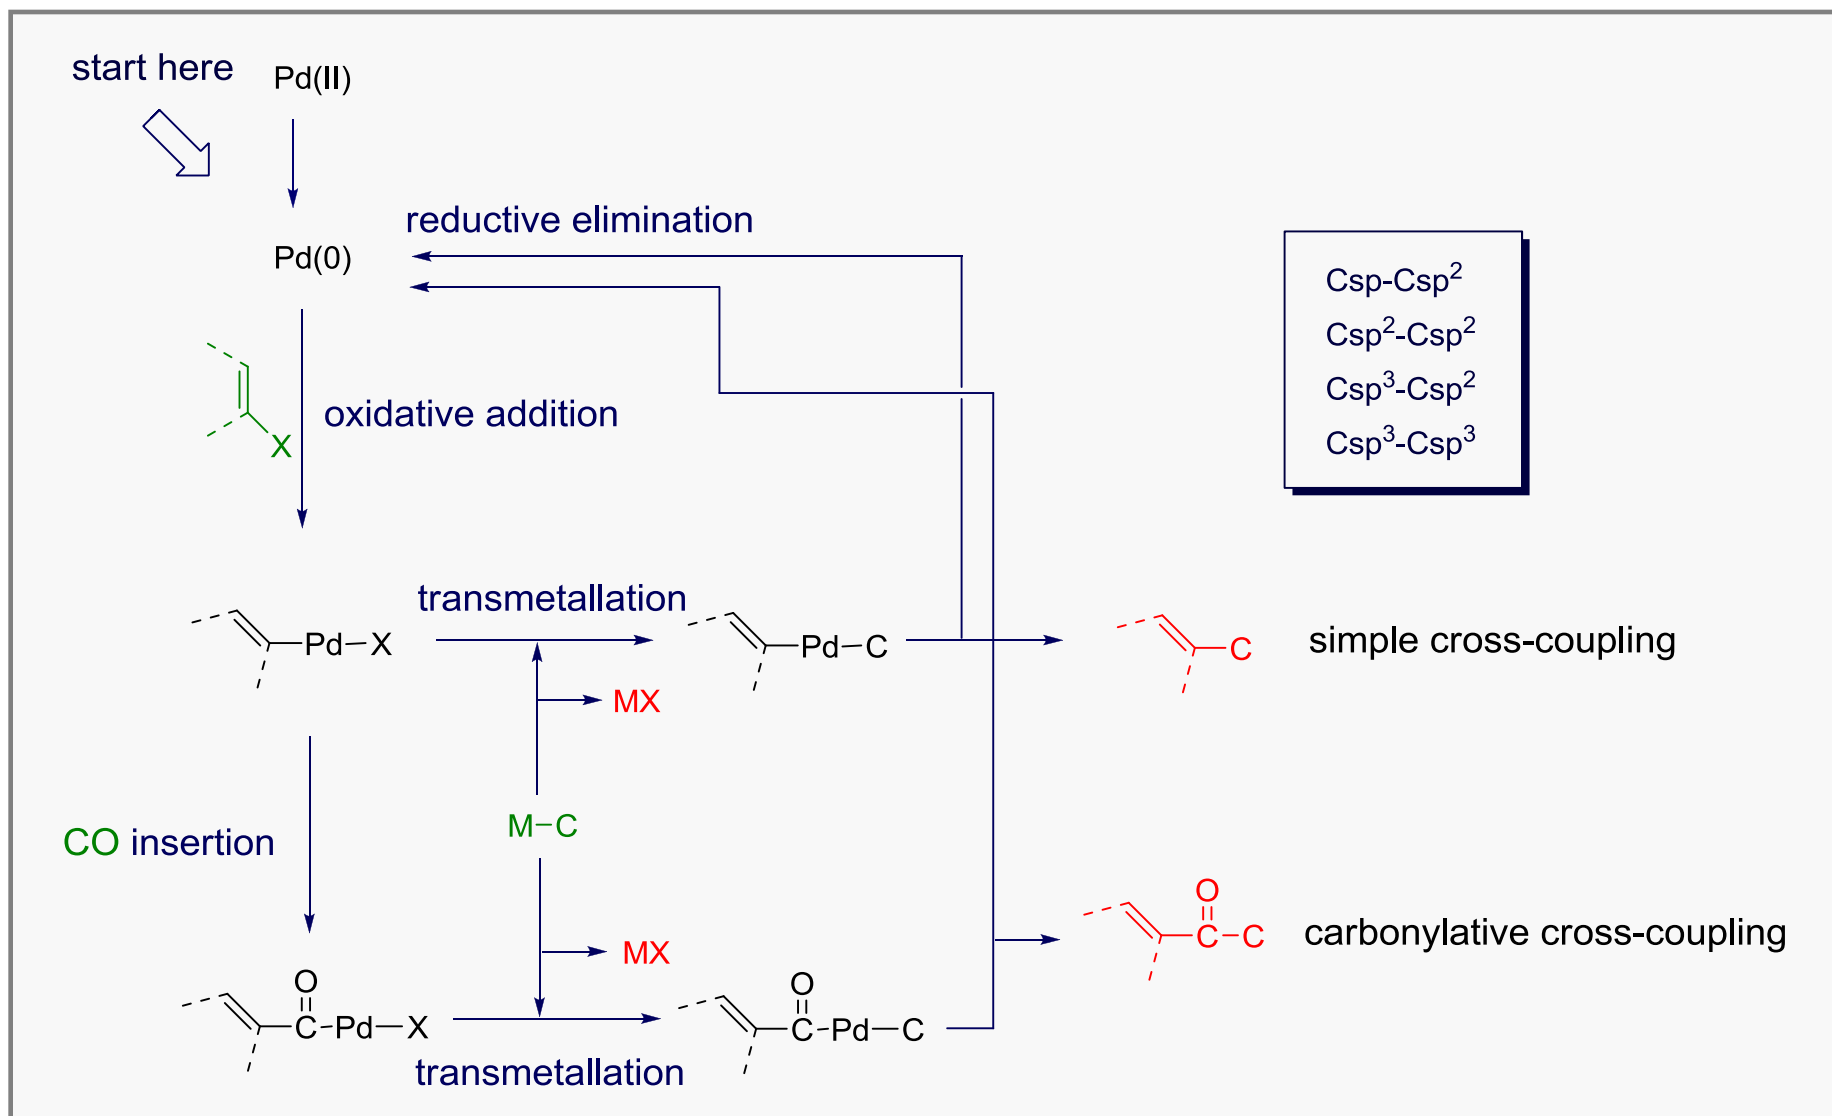 start here
Pd(II)
reductive elimination
Pd(0)
Csp-Csp²
Csp²-Csp²
Csp³-Csp²
Csp³-Csp³
X
oxidative addition
transmetallation
Pd X
Pd C
C
simple cross-coupling
MX
M-C
CO insertion
O
C C
carbonylative cross-coupling
MX
O
C Pd X
O
C Pd C
transmetallation